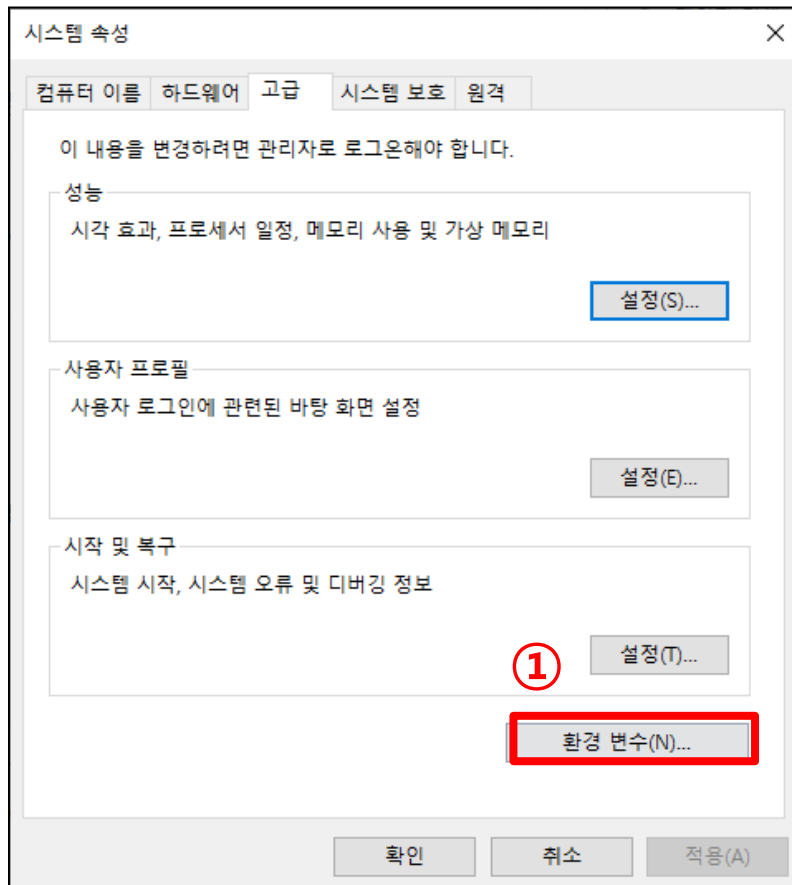 시스템 속성
컴퓨터 이름 하드웨어 고급 시스템 보호 원격
이 내용을 변경하려면 관리자로 로그온해야 합니다.
성능
시각 효과, 프로세서 일정, 메모리 사용 및 가상 메모리
설정(S)...
사용자 프로필
사용자 로그인에 관련된 바탕 화면 설정
설정(E)...
시작 및 복구
시스템 시작, 시스템 오류 및 디버깅 정보
설정(T)...
①
환경 변수(N)...
확인 취소 적용(A)